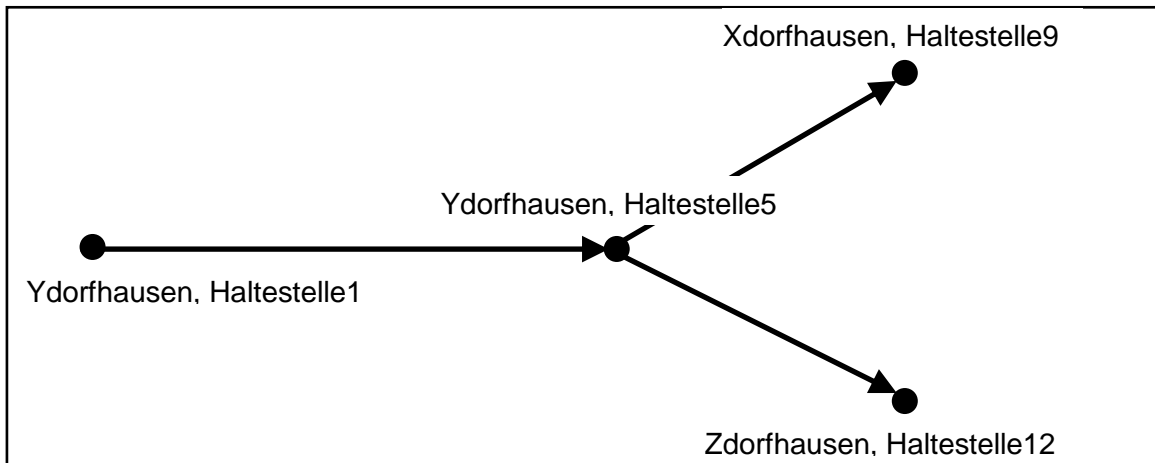 Xdorfhausen, Haltestelle9
Ydorfhausen, Haltestelle5
Ydorfhausen, Haltestelle1
Zdorfhausen, Haltestelle12